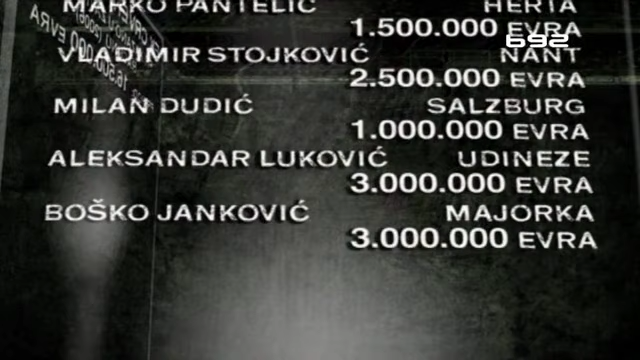 MARKO PANTELIĆ HERTA
1.500.000 EVRA
B92
VLADIMIR STOJKOVIĆ NANT
2.500.000 EVRA
MILAN DUDIĆ SALZBURG
1.000.000 EVRA
ALEKSANDAR LUKOVIĆ UDINEZE
3.000.000 EVRA
BOŠKO JANKOVIĆ MAJORKA
3.000.000 EVRA